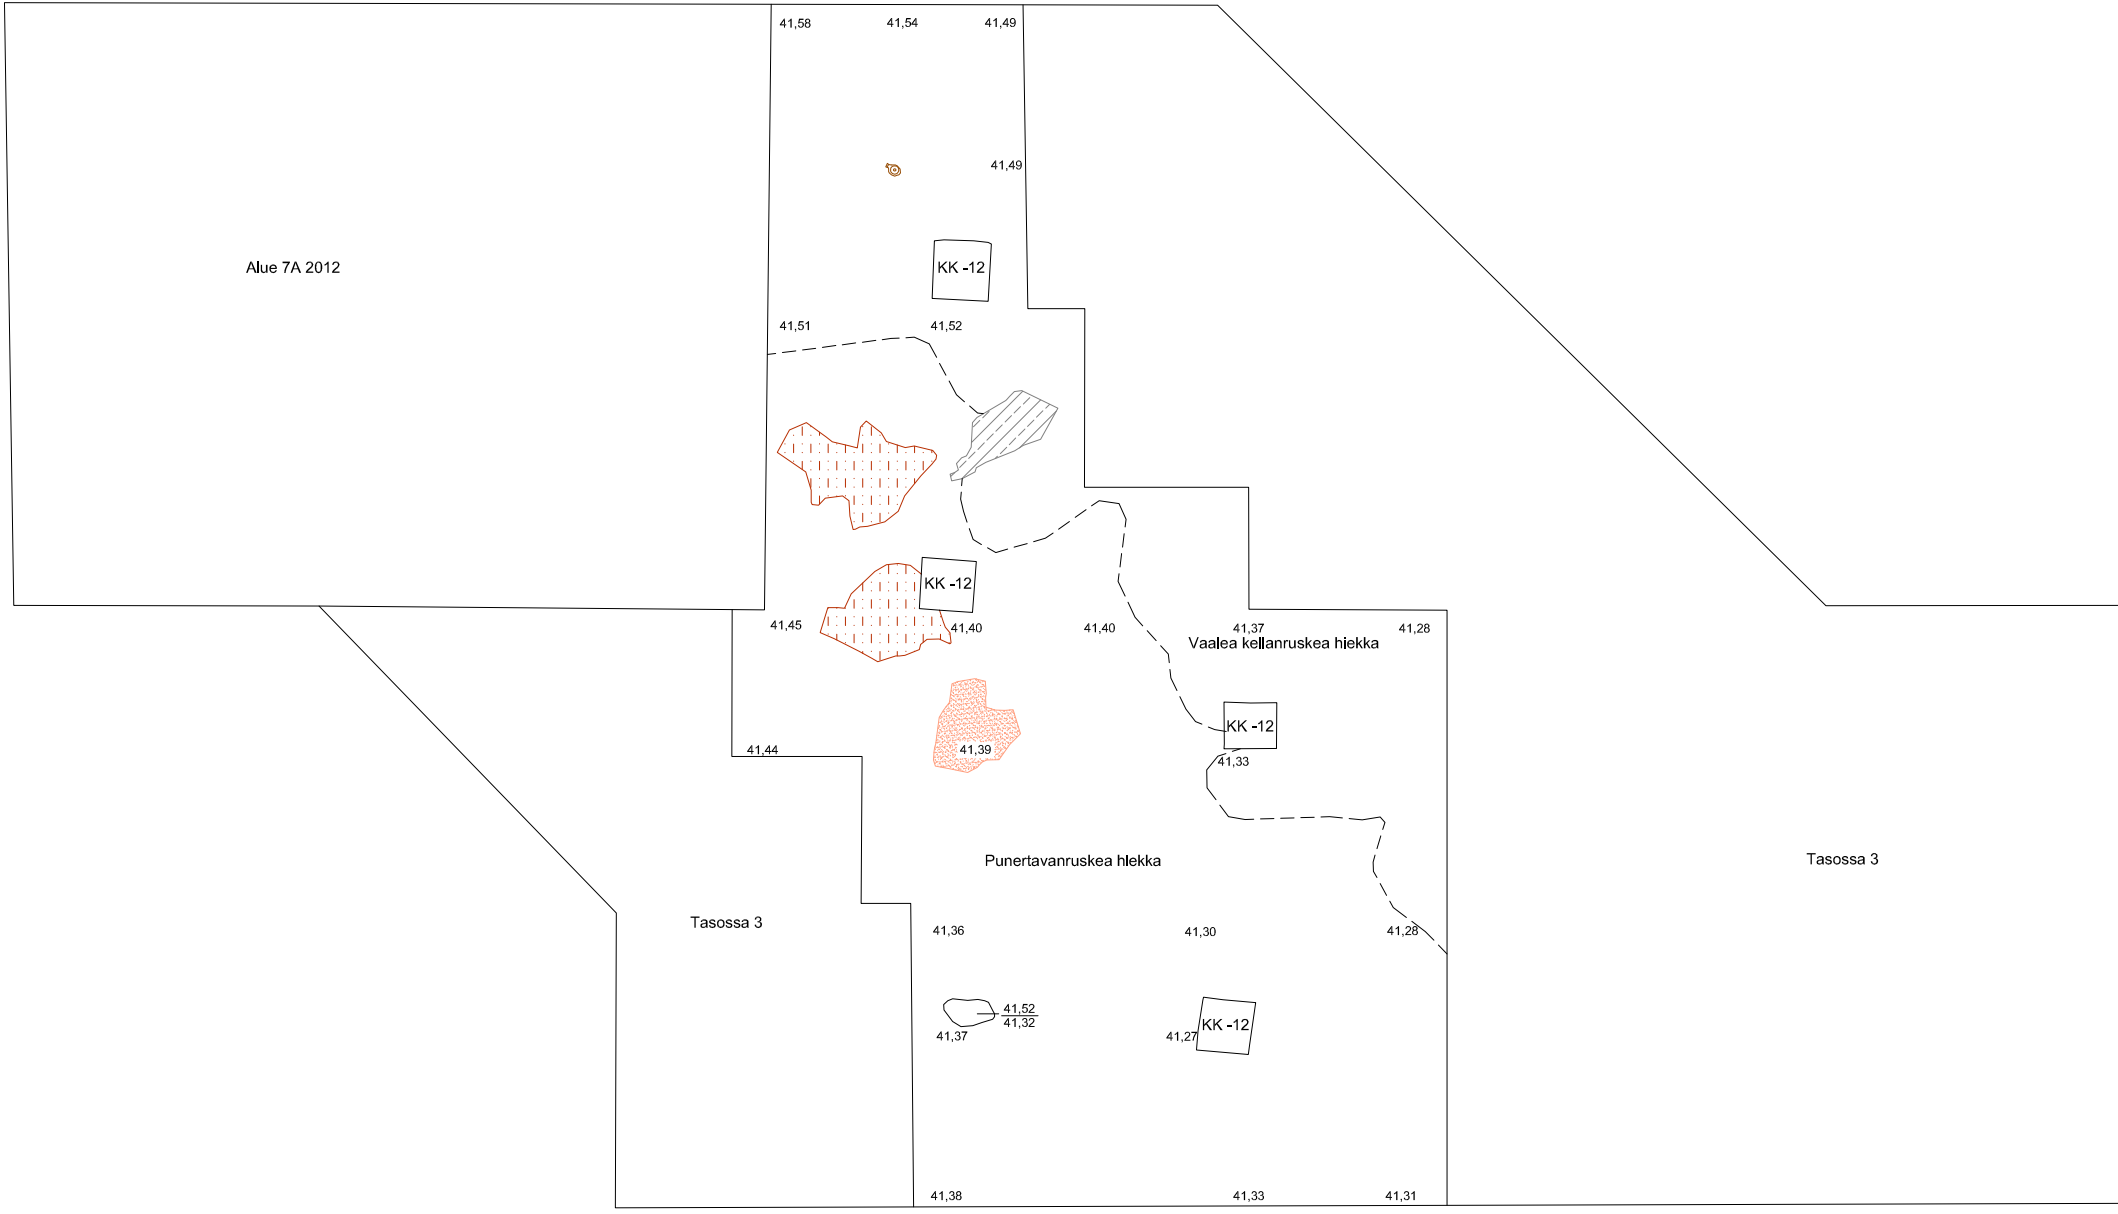 41,58 41,54 41,49
41,49
Alue 7A 2012
KK -12
41,51 41,52
KK -12
41,45 41,40 41,40 41,37 41,28
Vaalea kellanruskea hiekka
KK -12
41,44 41,39
41,33
Punertavanruskea hiekka
Tasossa 3
Tasossa 3
41,36 41,30 41,28
41,52
41,32
KK -12
41,37 41,27
41,38 41,33 41,31